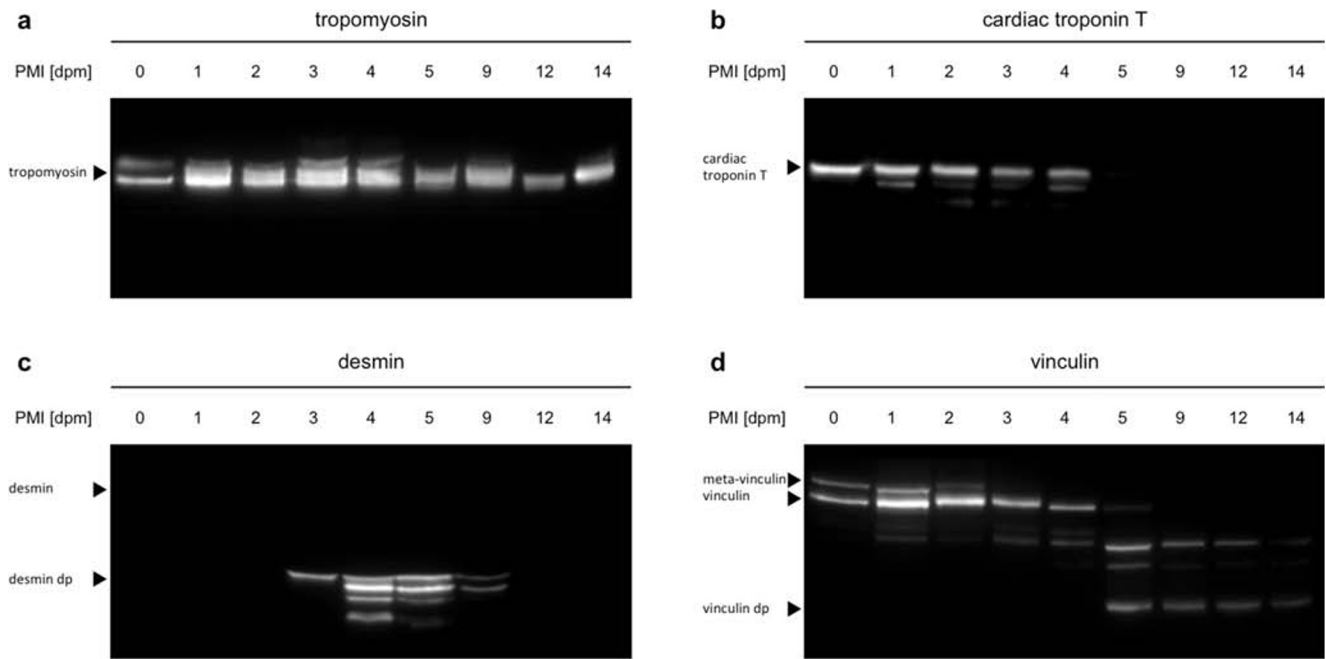 a tropomyosin
PMI [dpm] 0 1 2 3 4 5 9 12 14
tropomyosin
b cardiac troponin T
PMI [dpm] 0 1 2 3 4 5 9 12 14
cardiac
troponin T
c desmin
PMI [dpm] 0 1 2 3 4 5 9 12 14
desmin
desmin dp
d vinculin
PMI [dpm] 0 1 2 3 4 5 9 12 14
meta-vinculin
vinculin
vinculin dp